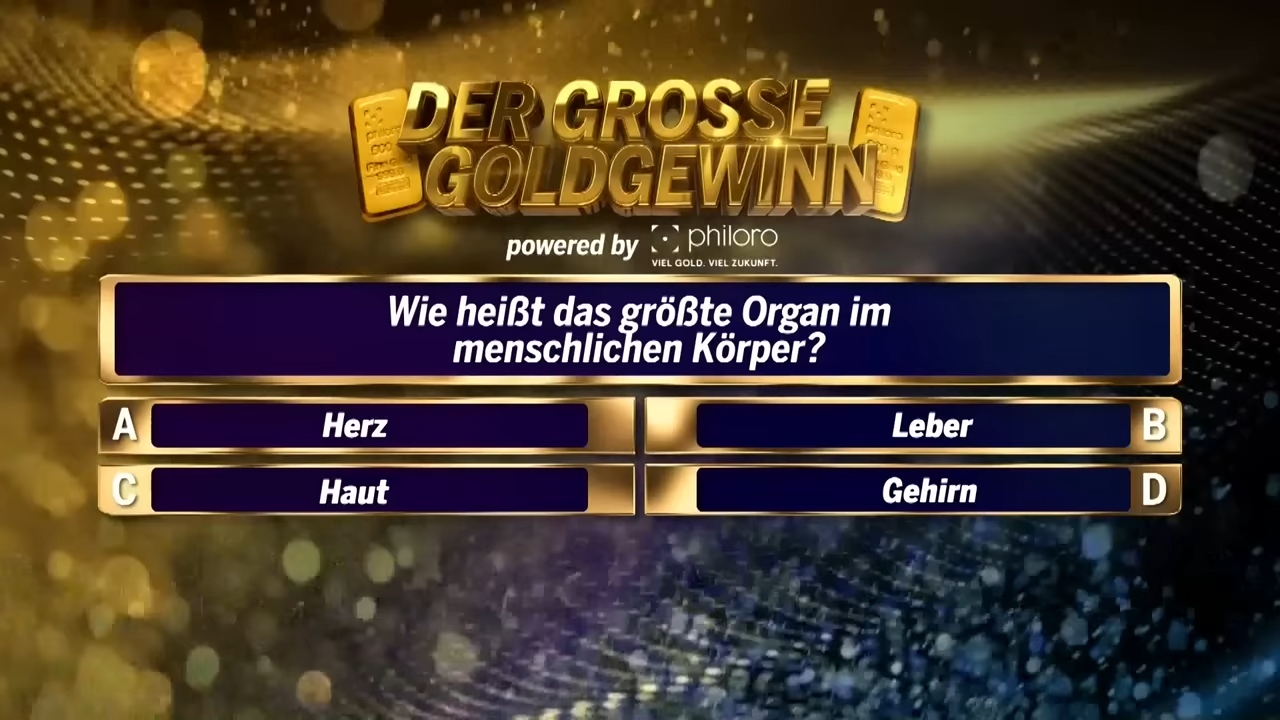 DER GROSSE
GOLDGEWINN
powered by philoro
VIEL GOLD. VIEL ZUKUNFT.
Wie heißt das größte Organ im
menschlichen Körper?
A Herz
Leber B
C Haut
Gehirn D